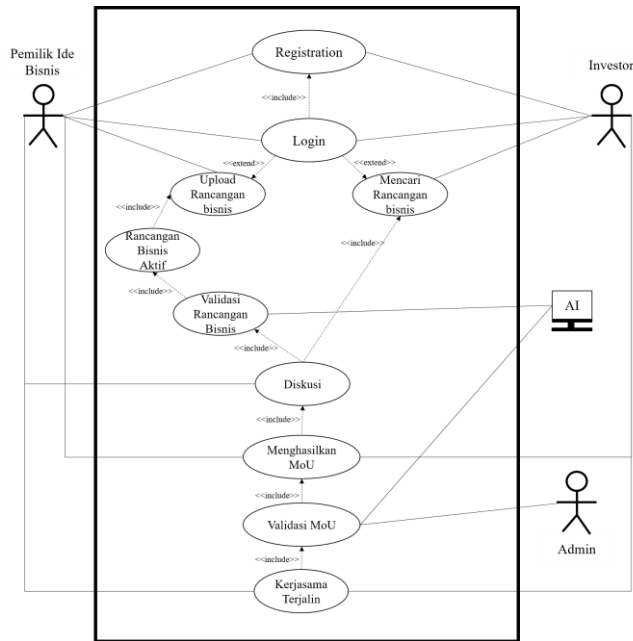 Registration
Pemilik Ide
Bisnis
Investor
<<include>>
Login
<<extend>>
<<extend>>
Upload
Rancangan
bisnis
Mencari
Rancangan
bisnis
<<include>>
Rancangan
Bisnis
Aktif
<<include>>
<<include>>
Validasi
Rancangan
Bisnis
AI
<<include>>
Diskusi
<<include>>
Menghasilkan
MoU
<<include>>
Validasi MoU
Admin
<<include>>
Kerjasama
Terjalin